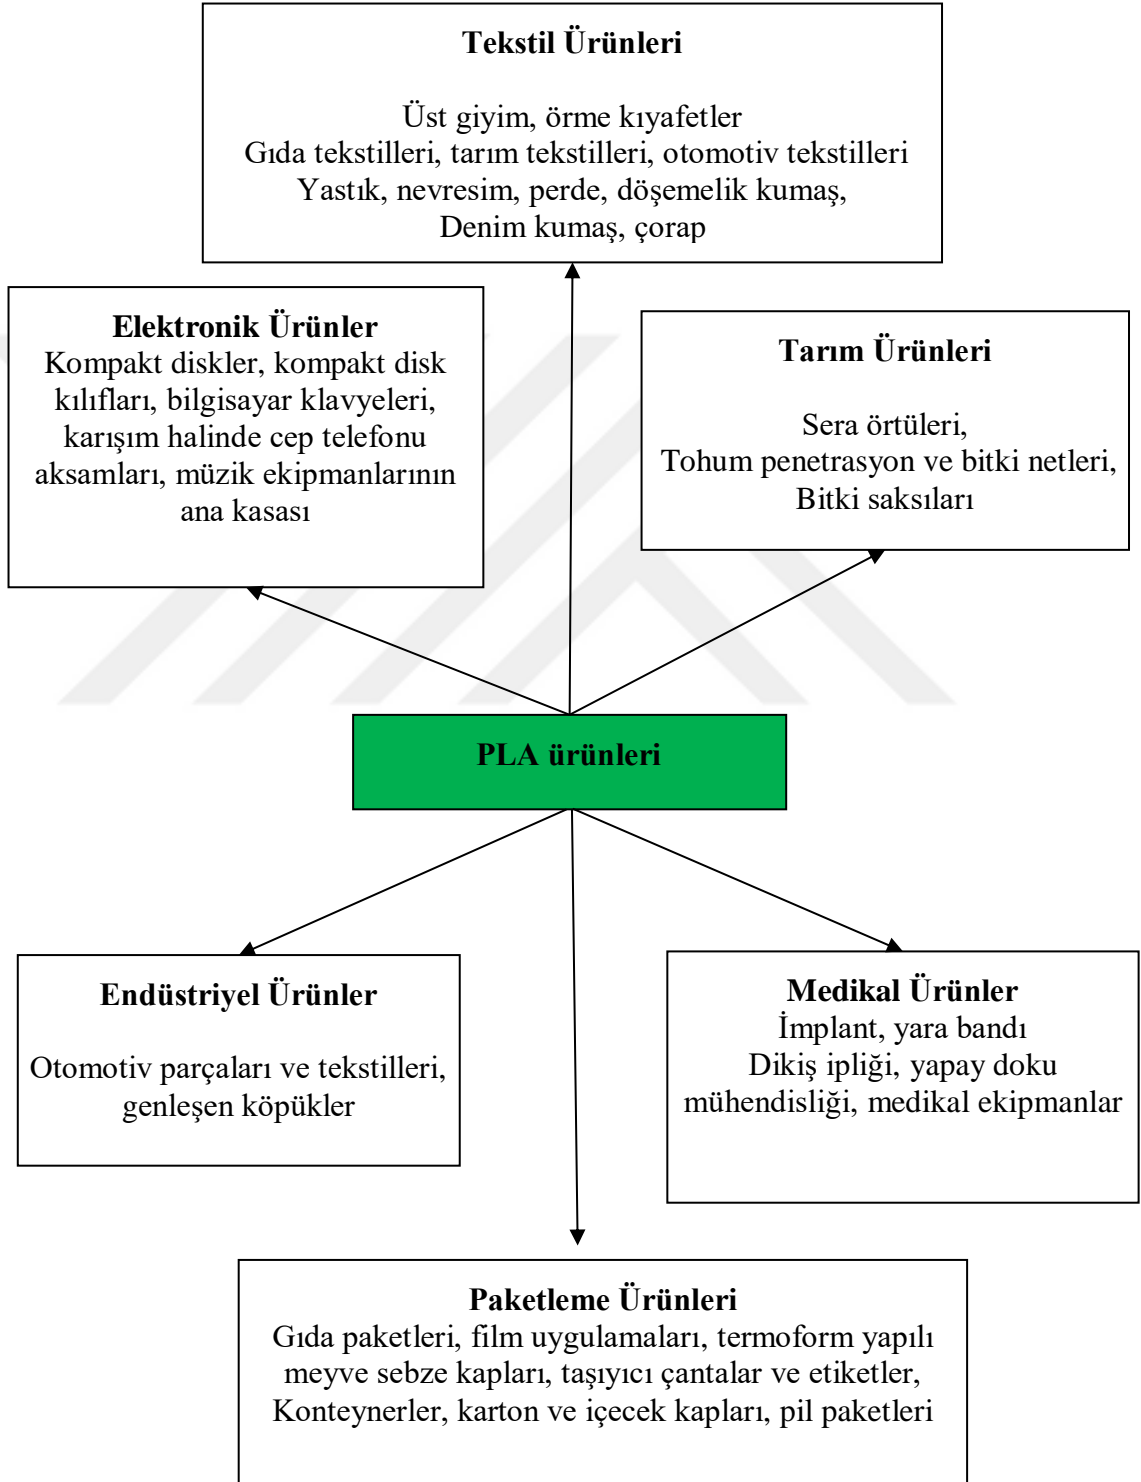 Tekstil Ürünleri
Üst giyim, örme kıyafetler
Gıda tekstilleri, tarım tekstilleri, otomotiv tekstilleri
Yastık, nevresim, perde, döşemelik kumaş,
Denim kumaş, çorap
Elektronik Ürünler
Kompakt diskler, kompakt disk
kılıfları, bilgisayar klavyeleri,
karışım halinde cep telefonu
aksamları, müzik ekipmanlarının
ana kasası
Tarım Ürünleri
Sera örtüleri,
Tohum penetrasyon ve bitki netleri,
Bitki saksıları
PLA ürünleri
Endüstriyel Ürünler
Otomotiv parçaları ve tekstilleri,
genleşen köpükler
Medikal Ürünler
İmplant, yara bandı
Dikiş ipliği, yapay doku
mühendisliği, medikal ekipmanlar
Paketleme Ürünleri
Gıda paketleri, film uygulamaları, termoform yapılı
meyve sebze kapları, taşıyıcı çantalar ve etiketler,
Konteynerler, karton ve içecek kapları, pil paketleri